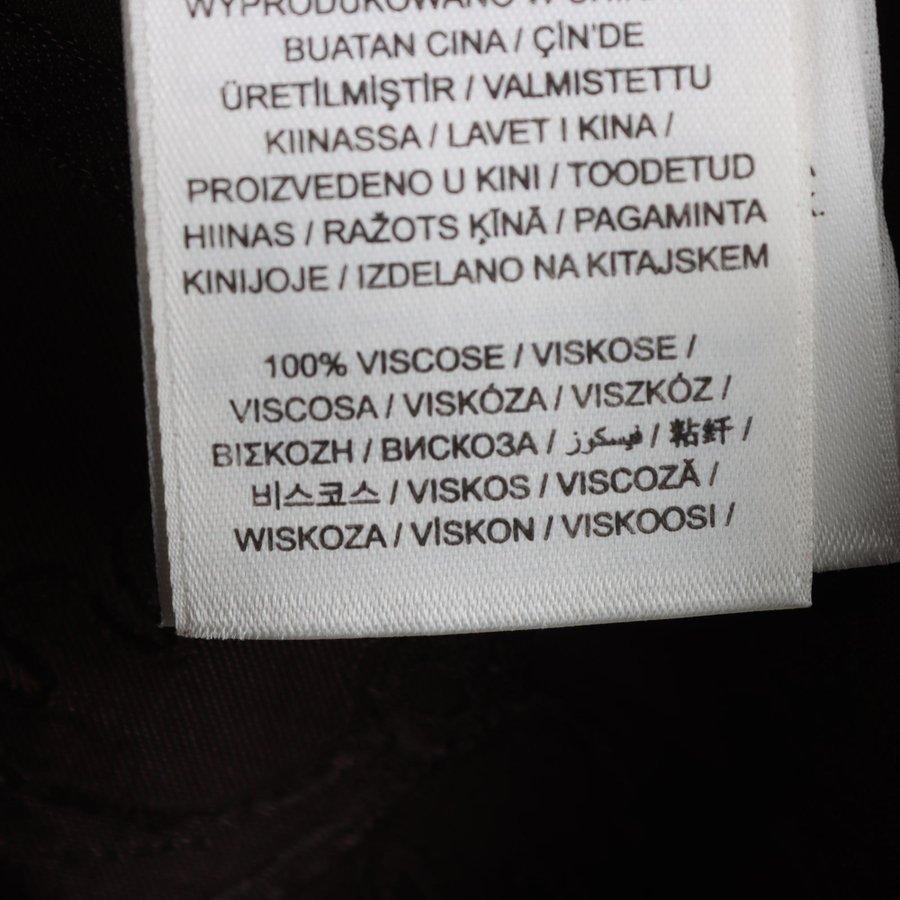 WYPRODUKOWANO W
BUATAN CINA / ÇİN'DE
ÜRETİLMİŞTİR / VALMISTETTU
KIINASSA / LAVET I KINA /
PROIZVEDENO U KINI / TOODETUD
HIINAS / RAŽOTS ĶĪNĀ / PAGAMINTA
KINIJOJE / IZDELANO NA KITAJSKEM
100% VISCOSE / VISKOSE /
VISCOSA / VISKÓZA / VISZKÓZ /
ΒΙΣΚΟΖΗ / ВИСКОЗА / فيسكوز / 粘纤 /
비스코스 / VISKOS / VISCOZĂ /
WISKOZA / VİSKON / VISKOOSI /